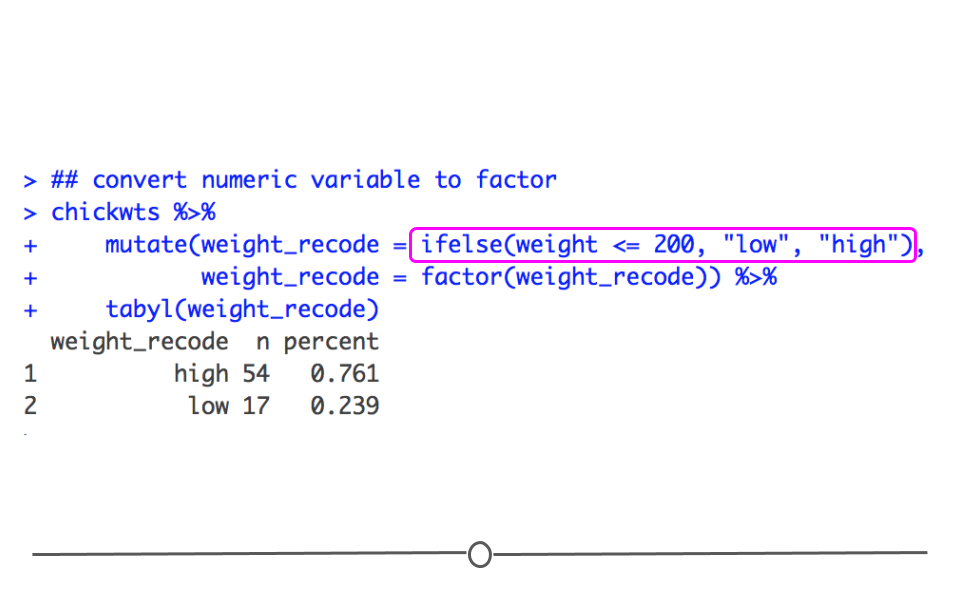 > ## convert numeric variable to factor
> chickwts %>%
+     mutate(weight_recode = ifelse(weight <= 200, "low", "high"),
+            weight_recode = factor(weight_recode)) %>%
+     tabyl(weight_recode)
  weight_recode  n percent
1          high 54   0.761
2           low 17   0.239